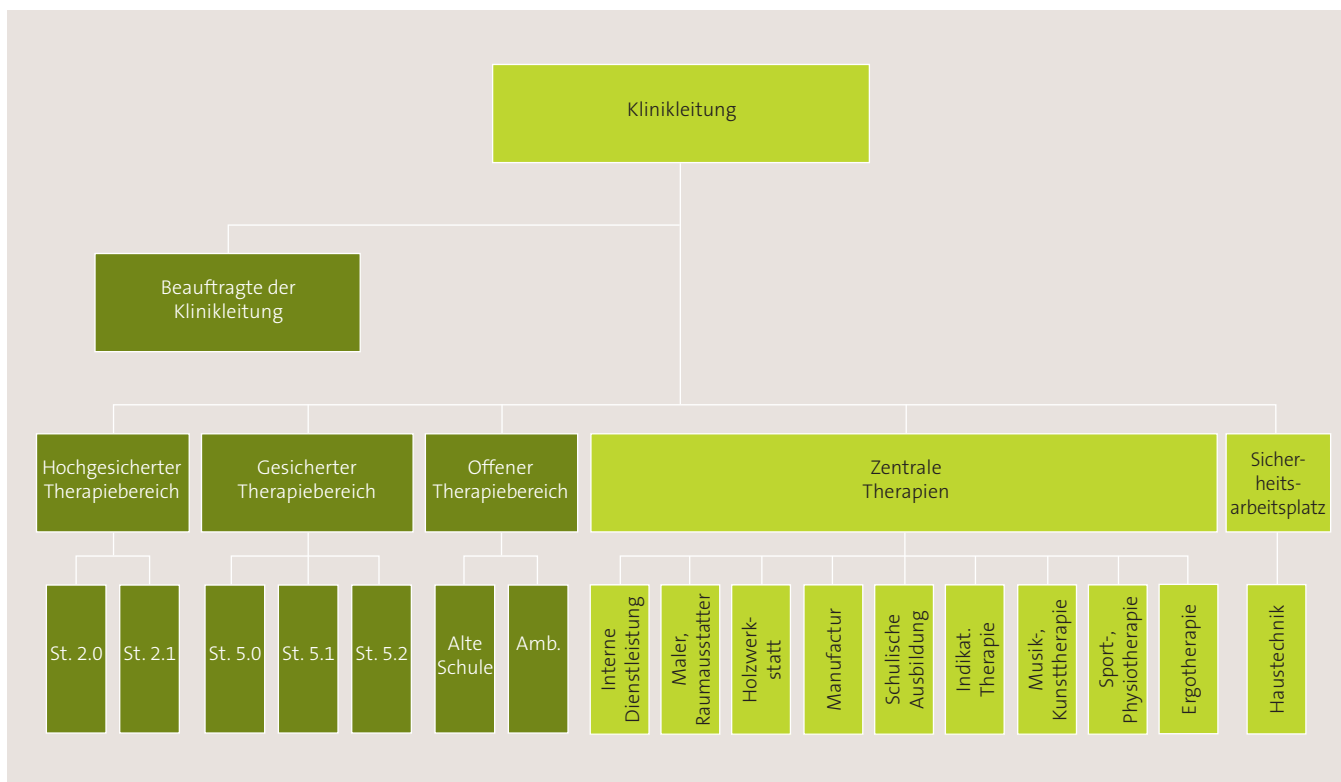 Klinikleitung
Beauftragte der
Klinikleitung
Hochgesicherter
Therapiebereich
Gesicherter
Therapiebereich
Offener
Therapiebereich
Zentrale
Therapien
Sicher-
heits-
arbeitsplatz
St. 2.0
St. 2.1
St. 5.0
St. 5.1
St. 5.2
Alte
Schule
Amb.
Interne
Dienstleistung
Maler,
Raumausstatter
Holzwerk-
statt
Manufactur
Schulische
Ausbildung
Indikat.
Therapie
Musik-,
Kunsttherapie
Sport-,
Physiotherapie
Ergotherapie
Haustechnik